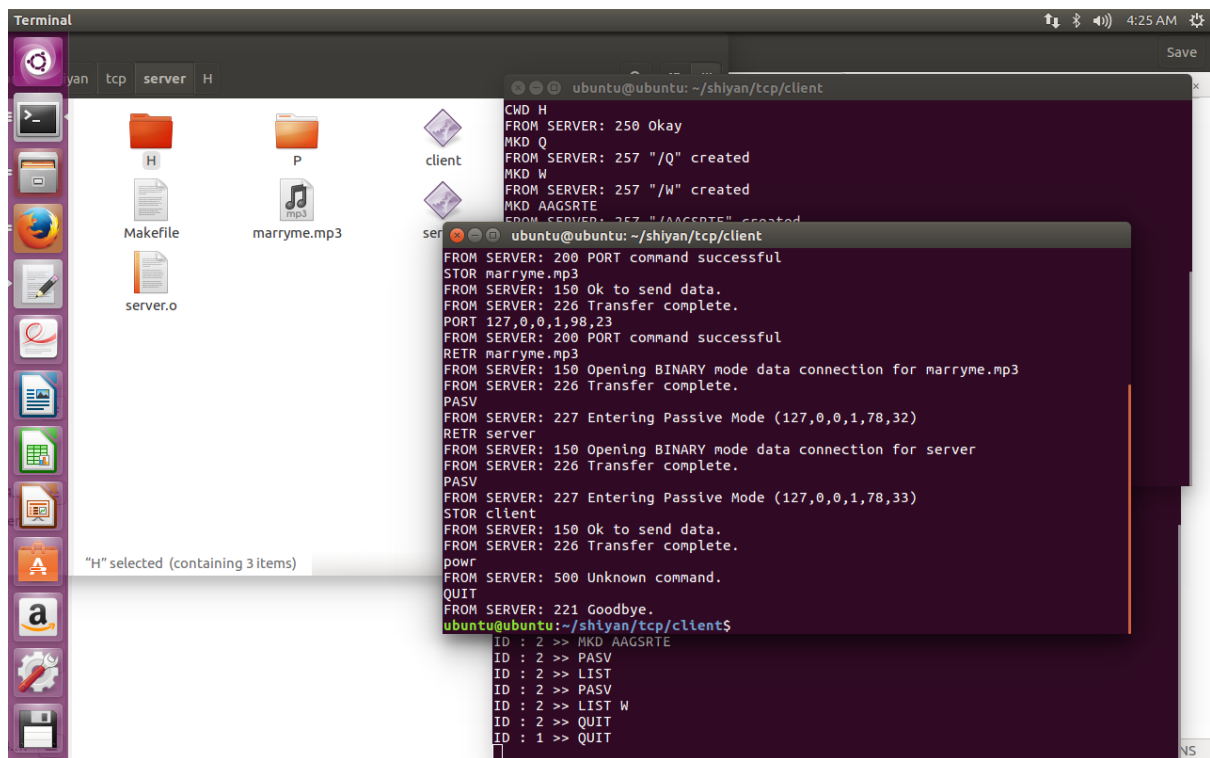 Terminal
4:25 AM
Save
yan tcp server H
H
P
client
Makefile
mp3
marryme.mp3
ser
server.o
"H" selected (containing 3 items)
ubuntu@ubuntu: ~/shiyan/tcp/client
CWD H
FROM SERVER: 250 Okay
MKD Q
FROM SERVER: 257 "/Q" created
MKD W
FROM SERVER: 257 "/W" created
MKD AAGSRTE
FROM SERVER: 257 "/AAGSRTE" created
ubuntu@ubuntu: ~/shiyan/tcp/client
FROM SERVER: 200 PORT command successful
STOR marryme.mp3
FROM SERVER: 150 Ok to send data.
FROM SERVER: 226 Transfer complete.
PORT 127,0,0,1,98,23
FROM SERVER: 200 PORT command successful
RETR marryme.mp3
FROM SERVER: 150 Opening BINARY mode data connection for marryme.mp3
FROM SERVER: 226 Transfer complete.
PASV
FROM SERVER: 227 Entering Passive Mode (127,0,0,1,78,32)
RETR server
FROM SERVER: 150 Opening BINARY mode data connection for server
FROM SERVER: 226 Transfer complete.
PASV
FROM SERVER: 227 Entering Passive Mode (127,0,0,1,78,33)
STOR client
FROM SERVER: 150 Ok to send data.
FROM SERVER: 226 Transfer complete.
powr
FROM SERVER: 500 Unknown command.
QUIT
FROM SERVER: 221 Goodbye.
ubuntu@ubuntu:~/shiyan/tcp/client$
ID : 2 >> MKD AAGSRTE
ID : 2 >> PASV
ID : 2 >> LIST
ID : 2 >> PASV
ID : 2 >> LIST W
ID : 2 >> QUIT
ID : 1 >> QUIT
NS